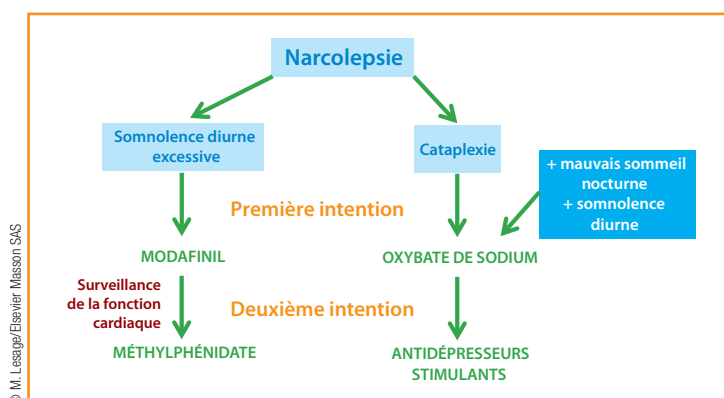 Narcolepsie
Somnolence diurne
excessive
Cataplexie
+ mauvais sommeil
nocturne
+ somnolence
diurne
Première intention
MODAFINIL
OXYBATE DE SODIUM
Surveillance
de la fonction
cardiaque
Deuxième intention
MÉTHYLPHÉNIDATE
ANTIDÉPRESSEURS
STIMULANTS
© M. Lesage/Elsevier Masson SAS